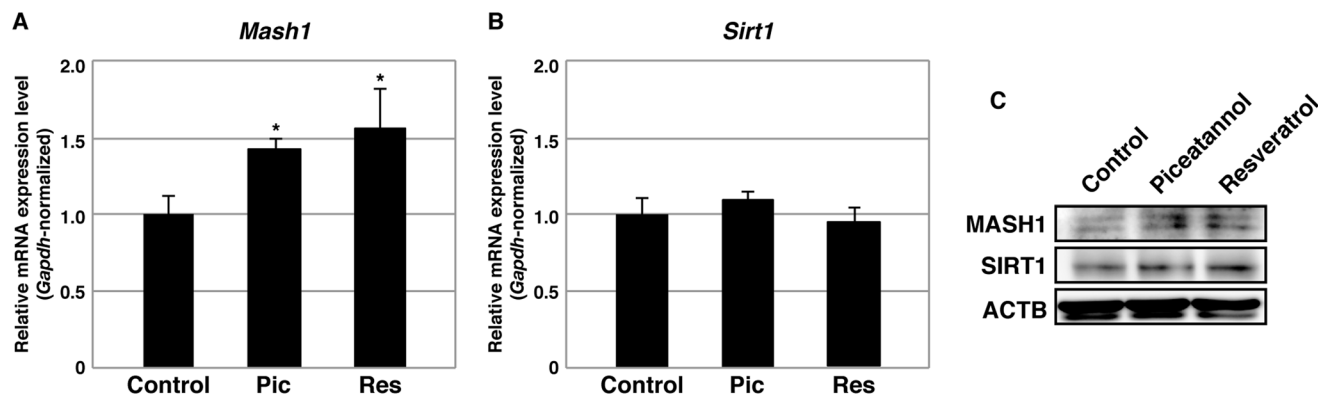 A
Mash1
Relative mRNA expression level
(Gapdh-normalized)
2.0
1.5
1.0
0.5
0
*
*
Control
Pic
Res
B
Sirt1
Relative mRNA expression level
(Gapdh-normalized)
2.0
1.5
1.0
0.5
0
Control
Pic
Res
C
Control
Piceatannol
Resveratrol
MASH1
SIRT1
ACTB